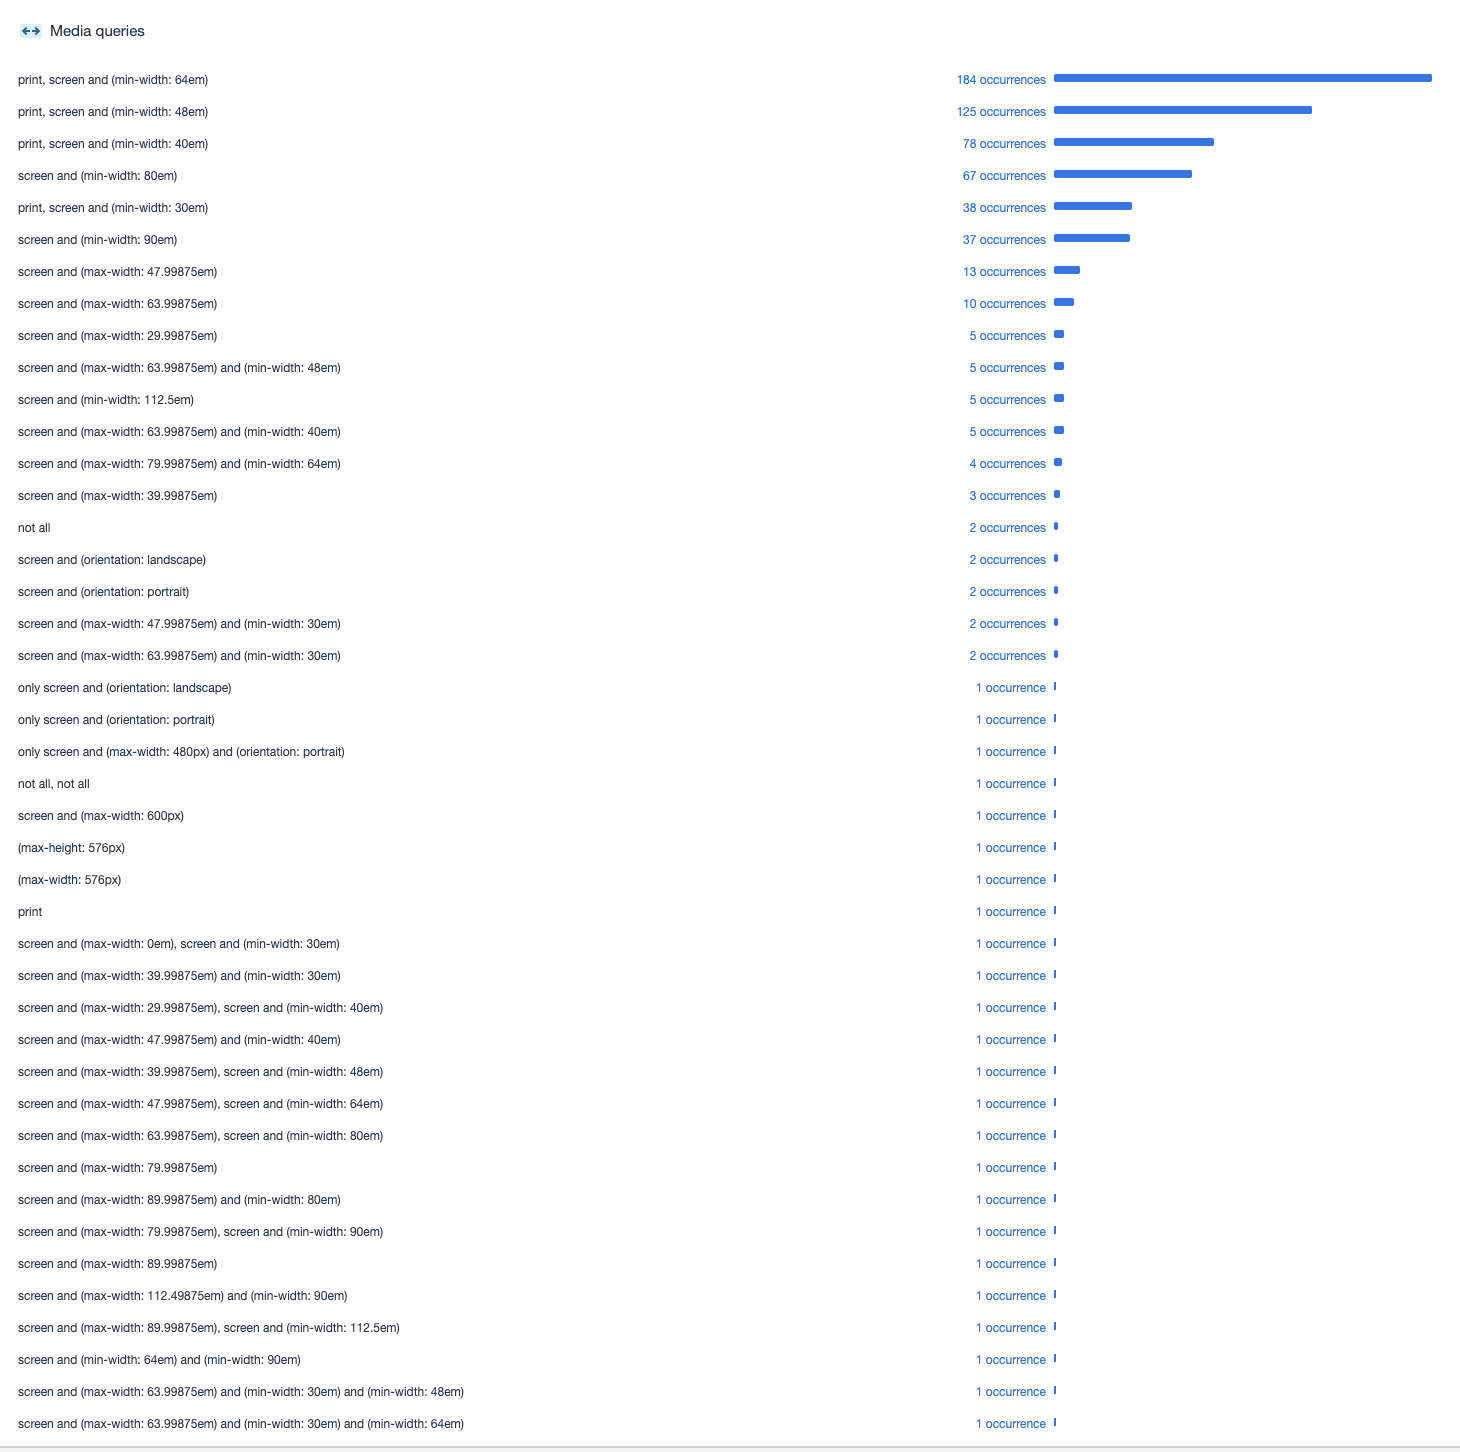 Media queries
print, screen and (min-width: 64em) 184 occurrences
print, screen and (min-width: 48em) 125 occurrences
print, screen and (min-width: 40em) 78 occurrences
screen and (min-width: 80em) 67 occurrences
print, screen and (min-width: 30em) 38 occurrences
screen and (min-width: 90em) 37 occurrences
screen and (max-width: 47.99875em) 13 occurrences
screen and (max-width: 63.99875em) 10 occurrences
screen and (max-width: 29.99875em) 5 occurrences
screen and (max-width: 63.99875em) and (min-width: 48em) 5 occurrences
screen and (min-width: 112.5em) 5 occurrences
screen and (max-width: 63.99875em) and (min-width: 40em) 5 occurrences
screen and (max-width: 79.99875em) and (min-width: 64em) 4 occurrences
screen and (max-width: 39.99875em) 3 occurrences
not all 2 occurrences
screen and (orientation: landscape) 2 occurrences
screen and (orientation: portrait) 2 occurrences
screen and (max-width: 47.99875em) and (min-width: 30em) 2 occurrences
screen and (max-width: 63.99875em) and (min-width: 30em) 2 occurrences
only screen and (orientation: landscape) 1 occurrence
only screen and (orientation: portrait) 1 occurrence
only screen and (max-width: 480px) and (orientation: portrait) 1 occurrence
not all, not all 1 occurrence
screen and (max-width: 600px) 1 occurrence
(max-height: 576px) 1 occurrence
(max-width: 576px) 1 occurrence
print 1 occurrence
screen and (max-width: 0em), screen and (min-width: 30em) 1 occurrence
screen and (max-width: 39.99875em) and (min-width: 30em) 1 occurrence
screen and (max-width: 29.99875em), screen and (min-width: 40em) 1 occurrence
screen and (max-width: 47.99875em) and (min-width: 40em) 1 occurrence
screen and (max-width: 39.99875em), screen and (min-width: 48em) 1 occurrence
screen and (max-width: 47.99875em), screen and (min-width: 64em) 1 occurrence
screen and (max-width: 63.99875em), screen and (min-width: 80em) 1 occurrence
screen and (max-width: 79.99875em) 1 occurrence
screen and (max-width: 89.99875em) and (min-width: 80em) 1 occurrence
screen and (max-width: 79.99875em), screen and (min-width: 90em) 1 occurrence
screen and (max-width: 89.99875em) 1 occurrence
screen and (max-width: 112.49875em) and (min-width: 90em) 1 occurrence
screen and (max-width: 89.99875em), screen and (min-width: 112.5em) 1 occurrence
screen and (min-width: 64em) and (min-width: 90em) 1 occurrence
screen and (max-width: 63.99875em) and (min-width: 30em) and (min-width: 48em) 1 occurrence
screen and (max-width: 63.99875em) and (min-width: 30em) and (min-width: 64em) 1 occurrence